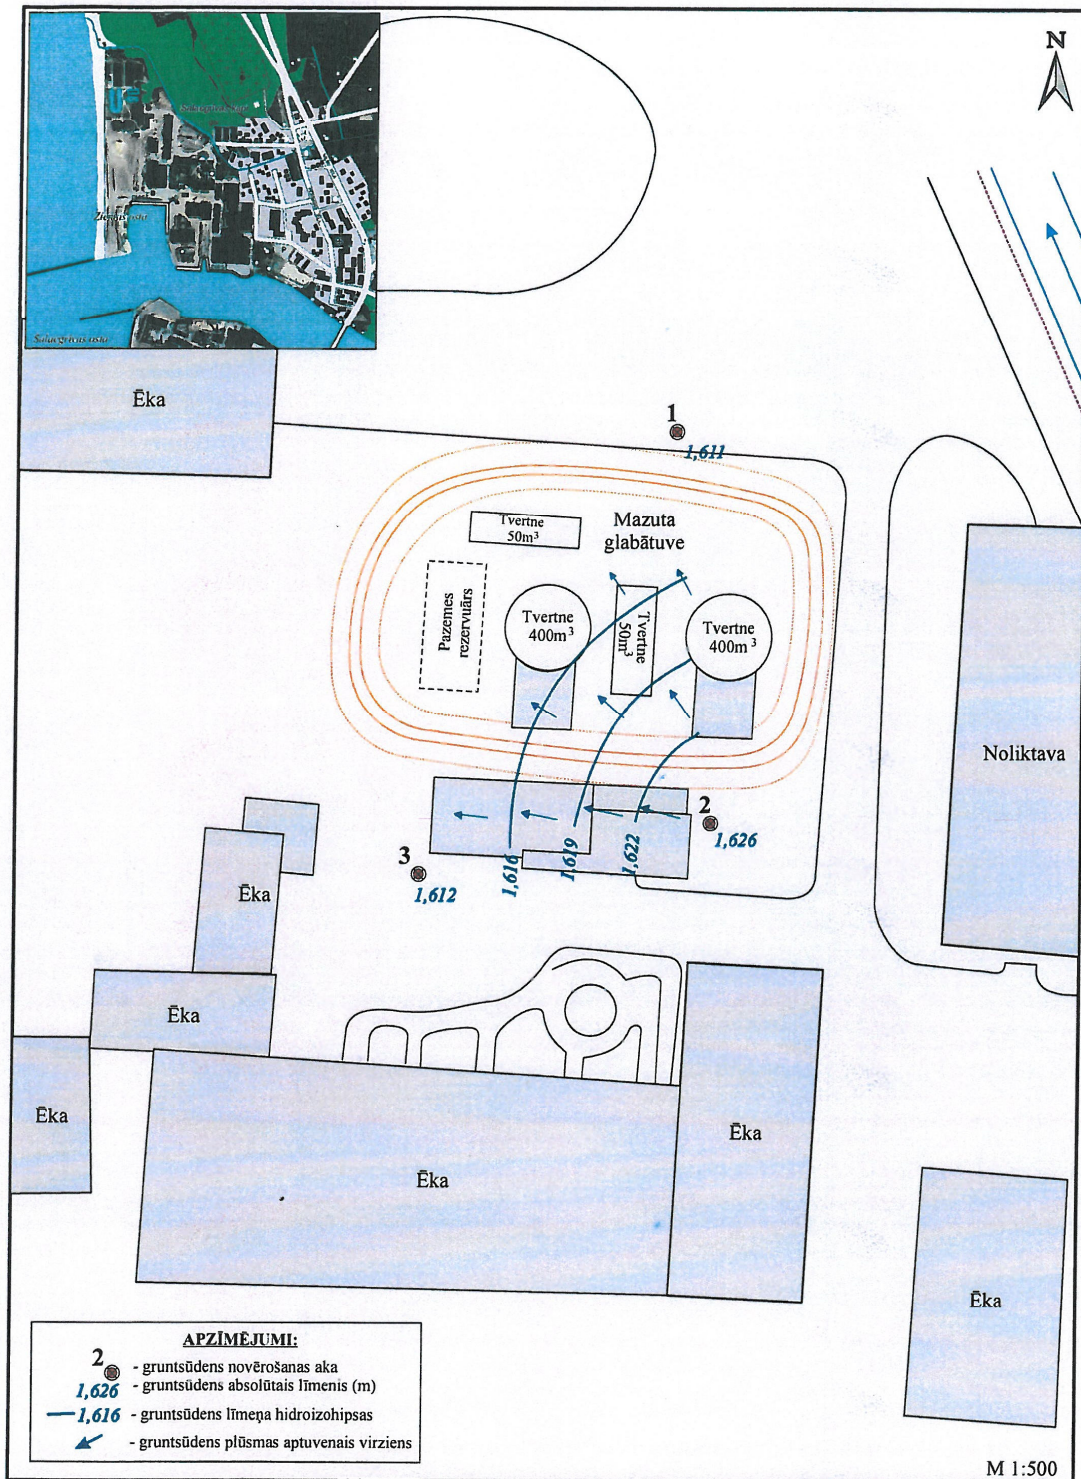 N
Ēka
1
1,611
Tvertne
50m³
Mazuta
glabātuve
Pazemes
rezervuārs
Tvertne
400m³
Tvertne
50m³
Tvertne
400m³
Noliktava
2
1,626
3
1,612
1,616
1,619
1,622
Ēka
Ēka
Ēka
Ēka
Ēka
Ēka
APZĪMĒJUMI:
2 - gruntsūdens novērošanas aka
1,626 - gruntsūdens absolūtais līmenis (m)
1,616 - gruntsūdens līmeņa hidroizohipsas
- gruntsūdens plūsmas aptuvenais virziens
M 1:500